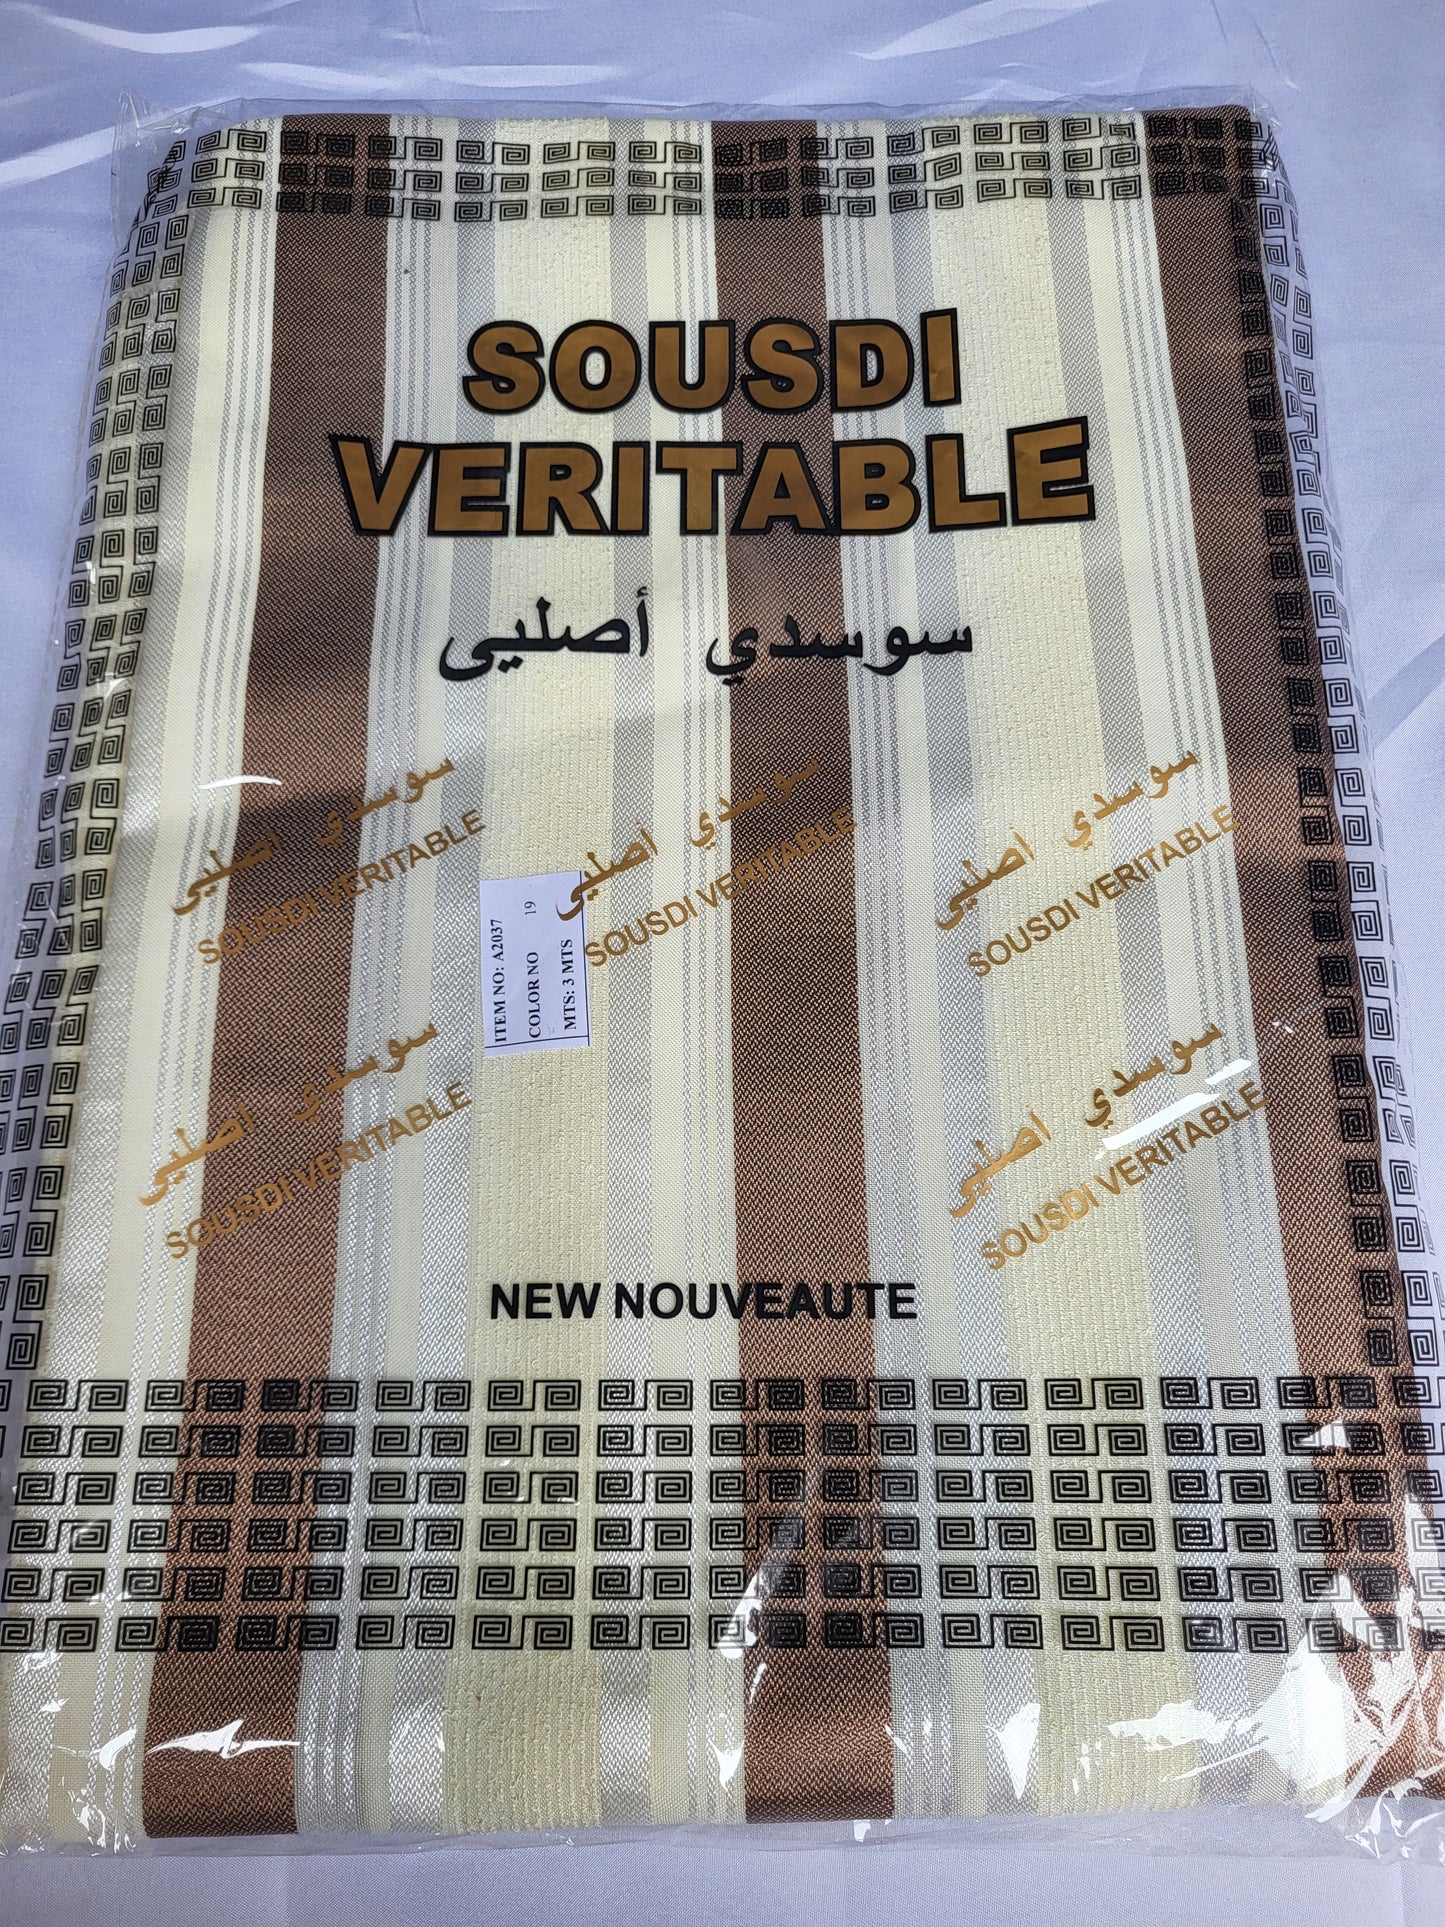 SOUSDI
VERITABLE
سوسدي أصليى
سوسدي اصليى
SOUSDI VERITABLE
سوسدي اصليى
SOUSDI VERITABLE
سوسدي اصليى
SOUSDI VERITABLE
ITEM NO: A2037
COLOR NO 19
MTS: 3 MTS
سوسدي اصليى
SOUSDI VERITABLE
سوسدي اصليى
SOUSDI VERITABLE
NEW NOUVEAUTE